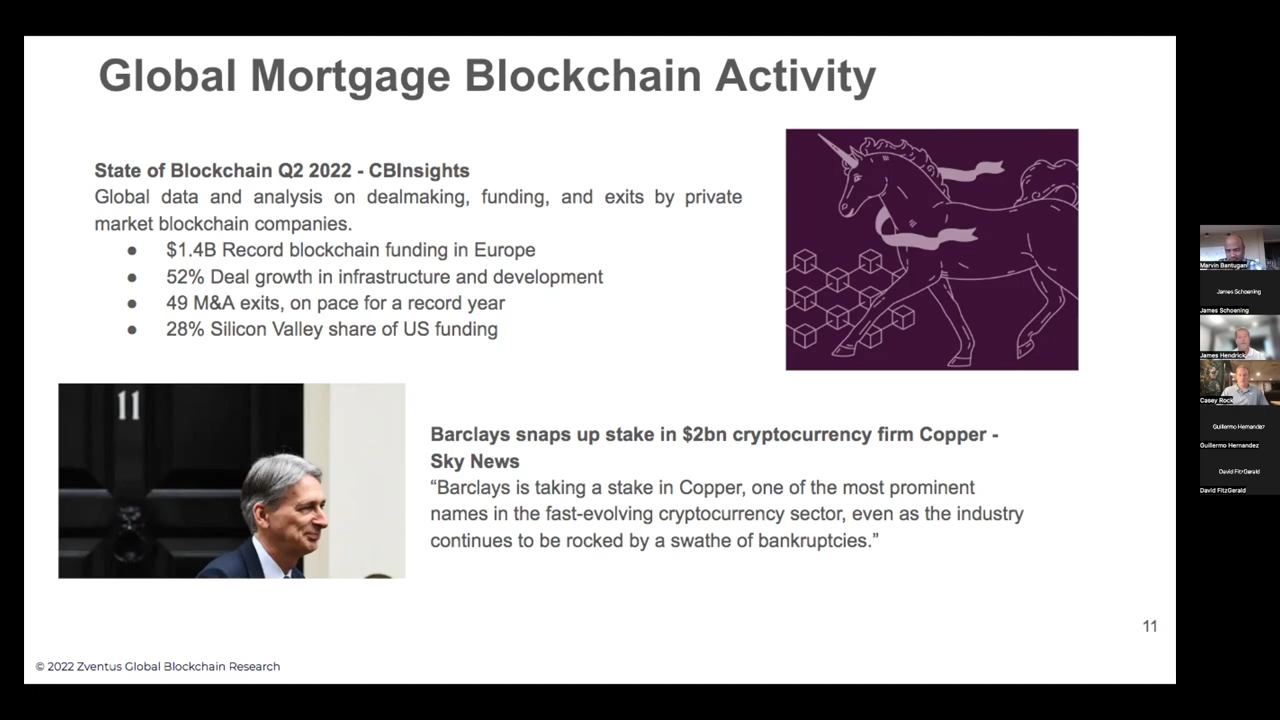 Global Mortgage Blockchain Activity
State of Blockchain Q2 2022 - CBInsights
Global data and analysis on dealmaking, funding, and exits by private
market blockchain companies.
● $1.4B Record blockchain funding in Europe
● 52% Deal growth in infrastructure and development
● 49 M&A exits, on pace for a record year
● 28% Silicon Valley share of US funding
11
Barclays snaps up stake in $2bn cryptocurrency firm Copper -
Sky News
“Barclays is taking a stake in Copper, one of the most prominent
names in the fast-evolving cryptocurrency sector, even as the industry
continues to be rocked by a swathe of bankruptcies.”
11
© 2022 Zventus Global Blockchain Research
Marvin Bantugan
James Schoening
James Schoening
James Hendrick
Casey Rock
Guillermo Hernandez
Guillermo Hernandez
David FitzGerald
David FitzGerald